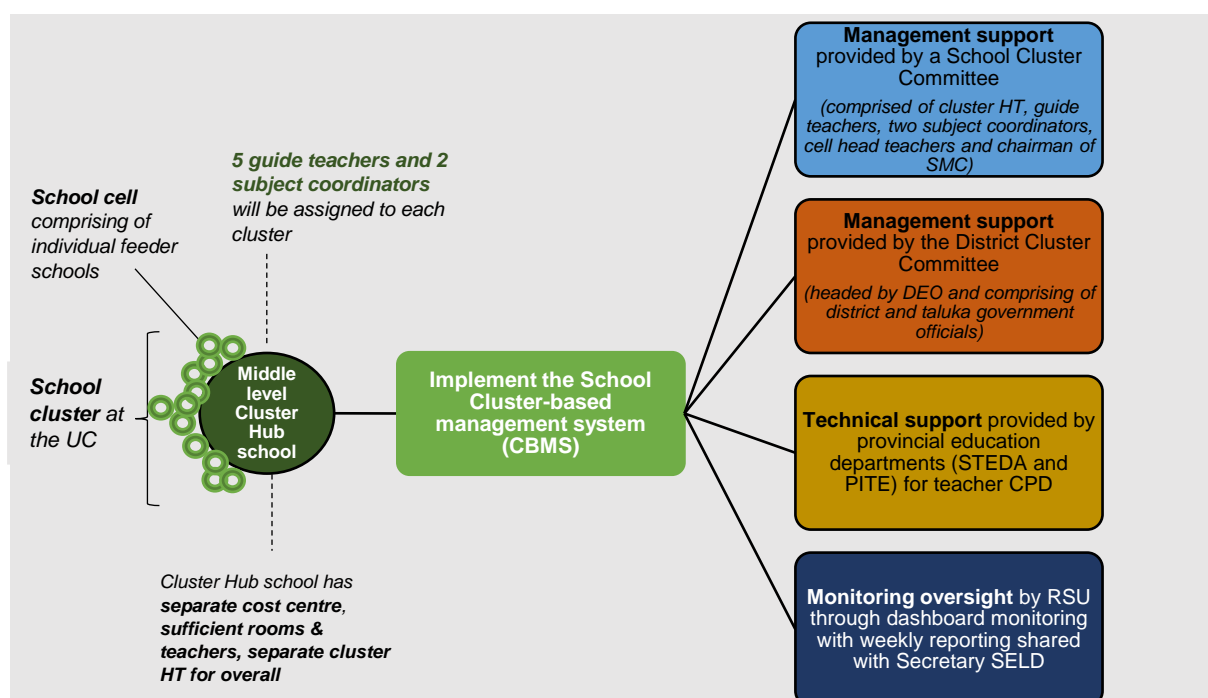 School cell
comprising of
individual feeder
schools
5 guide teachers and 2
subject coordinators
will be assigned to each
cluster
School
cluster at
the UC
Middle
level
Cluster
Hub
school
Cluster Hub school has
separate cost centre,
sufficient rooms &
teachers, separate cluster
HT for overall
Implement the School
Cluster-based
management system
(CBMS)
Management support
provided by a School Cluster
Committee
(comprised of cluster HT, guide
teachers, two subject coordinators,
cell head teachers and chairman of
SMC)
Management support
provided by the District Cluster
Committee
(headed by DEO and comprising of
district and taluka government
officials)
Technical support provided by
provincial education
departments (STEDA and
PITE) for teacher CPD
Monitoring oversight by RSU
through dashboard monitoring
with weekly reporting shared
with Secretary SELD